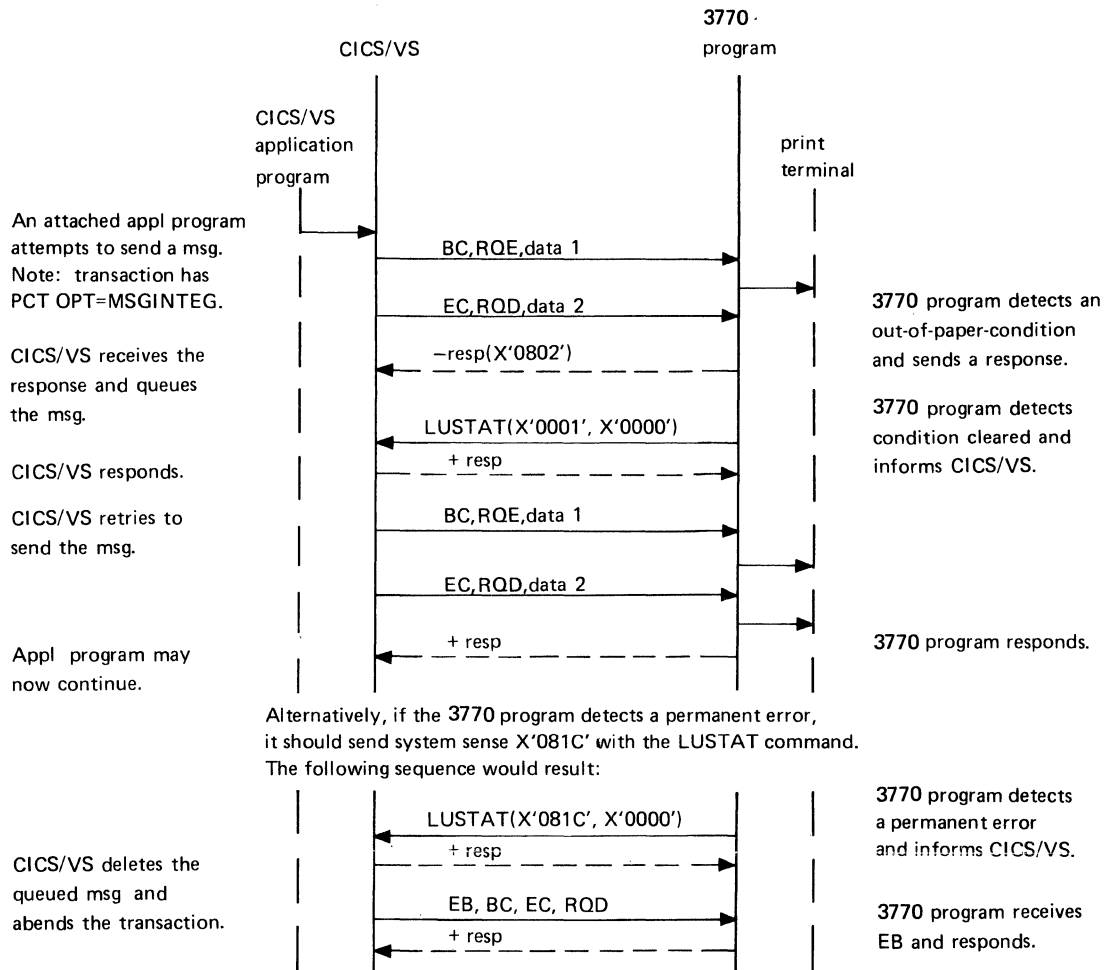 3770
CICS/VS
program
CICS/VS
application
program
print
terminal
An attached appl program
attempts to send a msg.
Note: transaction has
PCT OPT=MSGINTEG.
BC,RQE,data 1
EC,RQD,data 2
3770 program detects an
out-of-paper-condition
and sends a response.
CICS/VS receives the
response and queues
the msg.
−resp(X'0802')
LUSTAT(X'0001', X'0000')
3770 program detects
condition cleared and
informs CICS/VS.
CICS/VS responds.
+ resp
CICS/VS retries to
send the msg.
BC,RQE,data 1
EC,RQD,data 2
+ resp
3770 program responds.
Appl program may
now continue.
Alternatively, if the 3770 program detects a permanent error,
it should send system sense X'081C' with the LUSTAT command.
The following sequence would result:
LUSTAT(X'081C', X'0000')
3770 program detects
a permanent error
and informs CICS/VS.
+ resp
CICS/VS deletes the
queued msg and
abends the transaction.
EB, BC, EC, RQD
+ resp
3770 program receives
EB and responds.